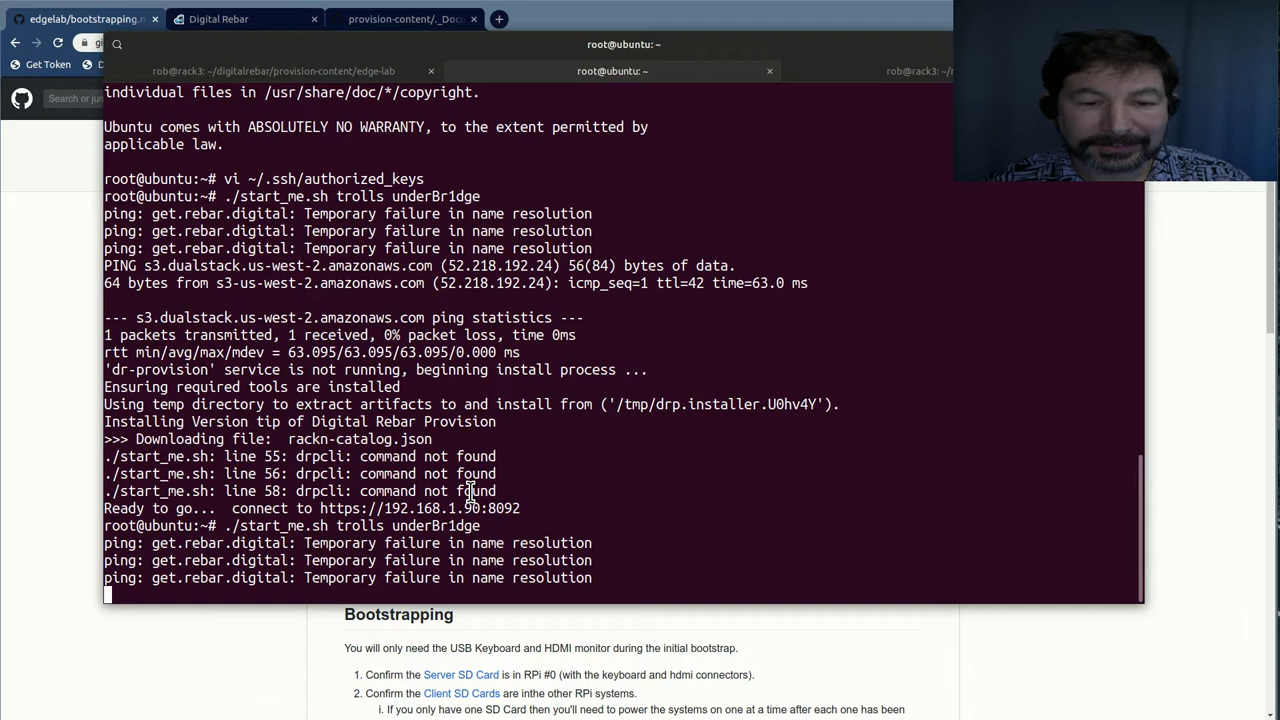 edgelab/bootstrapping.m
Digital Rebar
provision-content/._Docu
Get Token
D
Search or jun
root@ubuntu: ~
rob@rack3: ~/digitalrebar/provision-content/edge-lab
root@ubuntu: ~
rob@rack3: ~/r
individual files in /usr/share/doc/*/copyright.
Ubuntu comes with ABSOLUTELY NO WARRANTY, to the extent permitted by
applicable law.
root@ubuntu:~# vi ~/.ssh/authorized_keys
root@ubuntu:~# ./start_me.sh trolls underBr1dge
ping: get.rebar.digital: Temporary failure in name resolution
ping: get.rebar.digital: Temporary failure in name resolution
ping: get.rebar.digital: Temporary failure in name resolution
PING s3.dualstack.us-west-2.amazonaws.com (52.218.192.24) 56(84) bytes of data.
64 bytes from s3-us-west-2.amazonaws.com (52.218.192.24): icmp_seq=1 ttl=42 time=63.0 ms
--- s3.dualstack.us-west-2.amazonaws.com ping statistics ---
1 packets transmitted, 1 received, 0% packet loss, time 0ms
rtt min/avg/max/mdev = 63.095/63.095/63.095/0.000 ms
'dr-provision' service is not running, beginning install process ...
Ensuring required tools are installed
Using temp directory to extract artifacts to and install from ('/tmp/drp.installer.U0hv4Y').
Installing Version tip of Digital Rebar Provision
>>> Downloading file:  rackn-catalog.json
./start_me.sh: line 55: drpcli: command not found
./start_me.sh: line 56: drpcli: command not found
./start_me.sh: line 58: drpcli: command not found
Ready to go...  connect to https://192.168.1.90:8092
root@ubuntu:~# ./start_me.sh trolls underBr1dge
ping: get.rebar.digital: Temporary failure in name resolution
ping: get.rebar.digital: Temporary failure in name resolution
ping: get.rebar.digital: Temporary failure in name resolution
Bootstrapping
You will only need the USB Keyboard and HDMI monitor during the initial bootstrap.
1. Confirm the Server SD Card is in RPi #0 (with the keyboard and hdmi connectors).
2. Confirm the Client SD Cards are inthe other RPi systems.
i. If you only have one SD Card then you'll need to power the systems on one at a time after each one has been